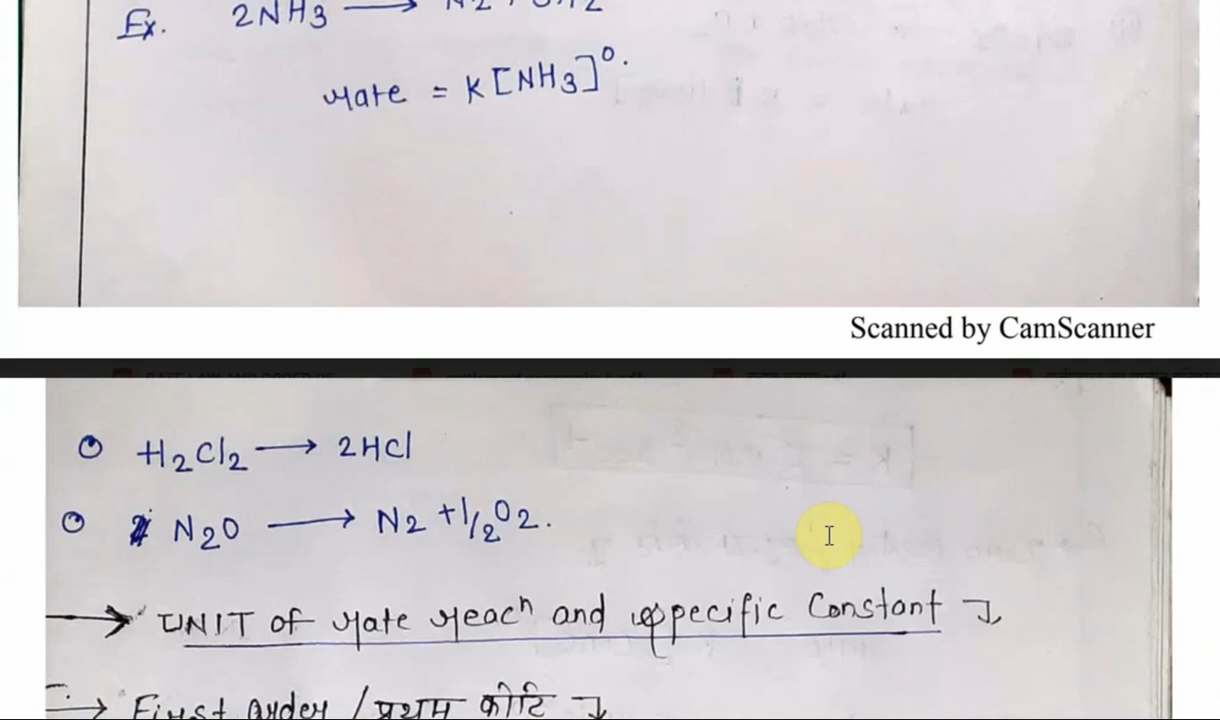 Ex. 2NH3 ⟶
rate = K[NH3]⁰.
Scanned by CamScanner
H2Cl2 ⟶ 2HCl
N2O ⟶ N2 + 1/2 O2.
→ UNIT of rate reacⁿ and specific Constant
→ First order / प्रथम कोटि